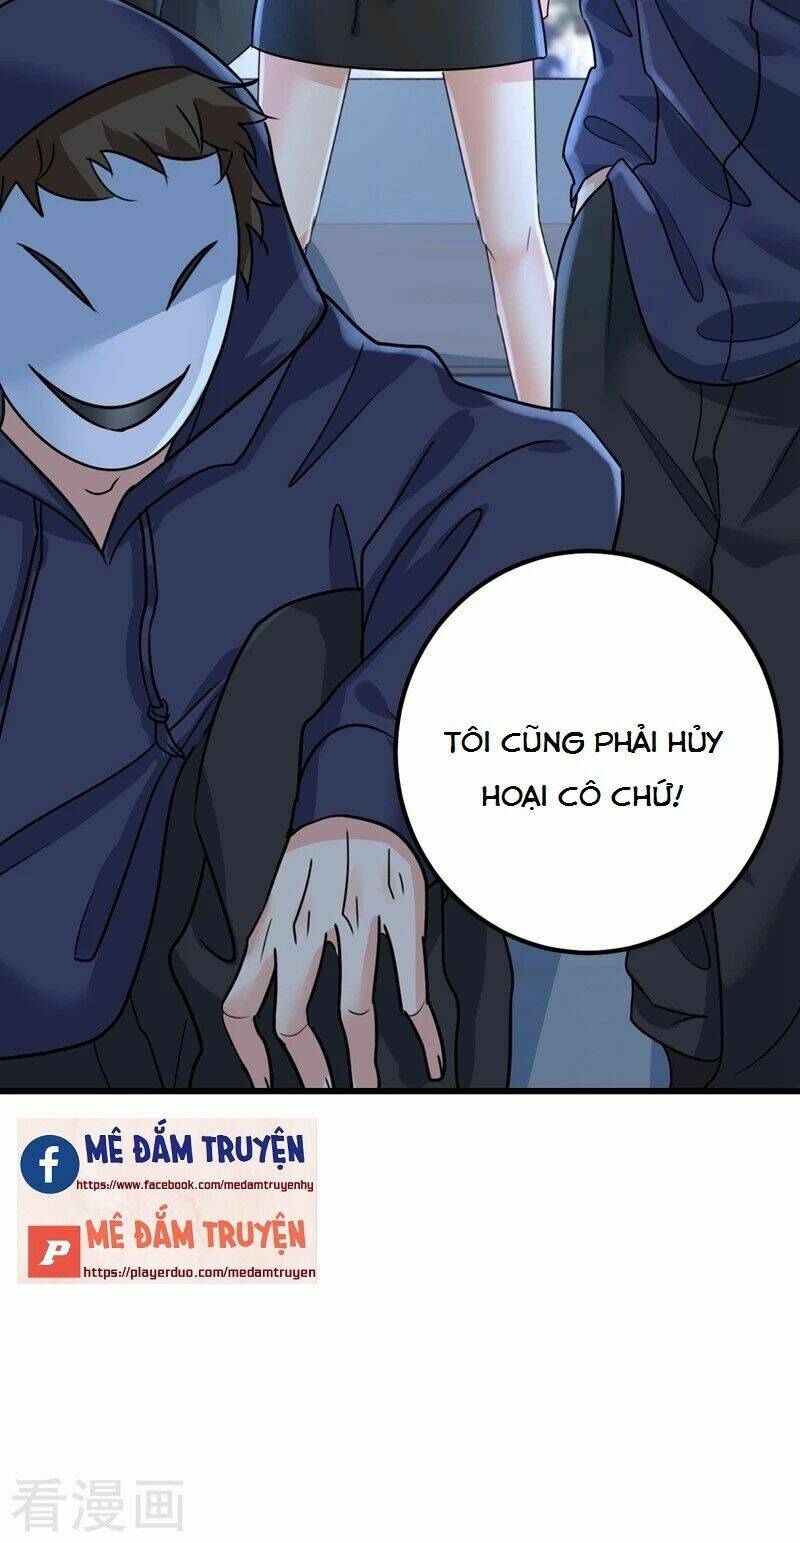 TÔI CŨNG PHẢI HỦY
HOẠI CÔ CHỨ!
MÊ ĐẮM TRUYỆN
https://www.facebook.com/medamtruyenhy
MÊ ĐẮM TRUYỆN
https://playerduo.com/medamtruyen
看漫画